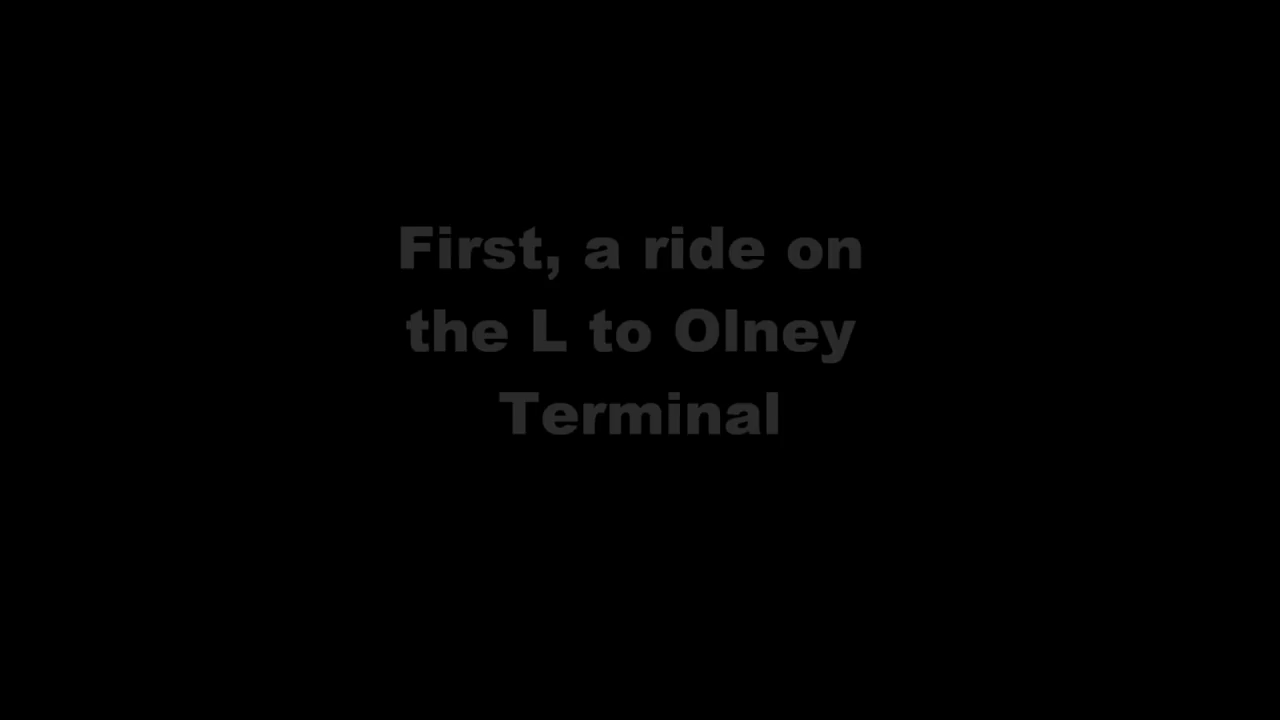 First, a ride on
the L to Olney
Terminal